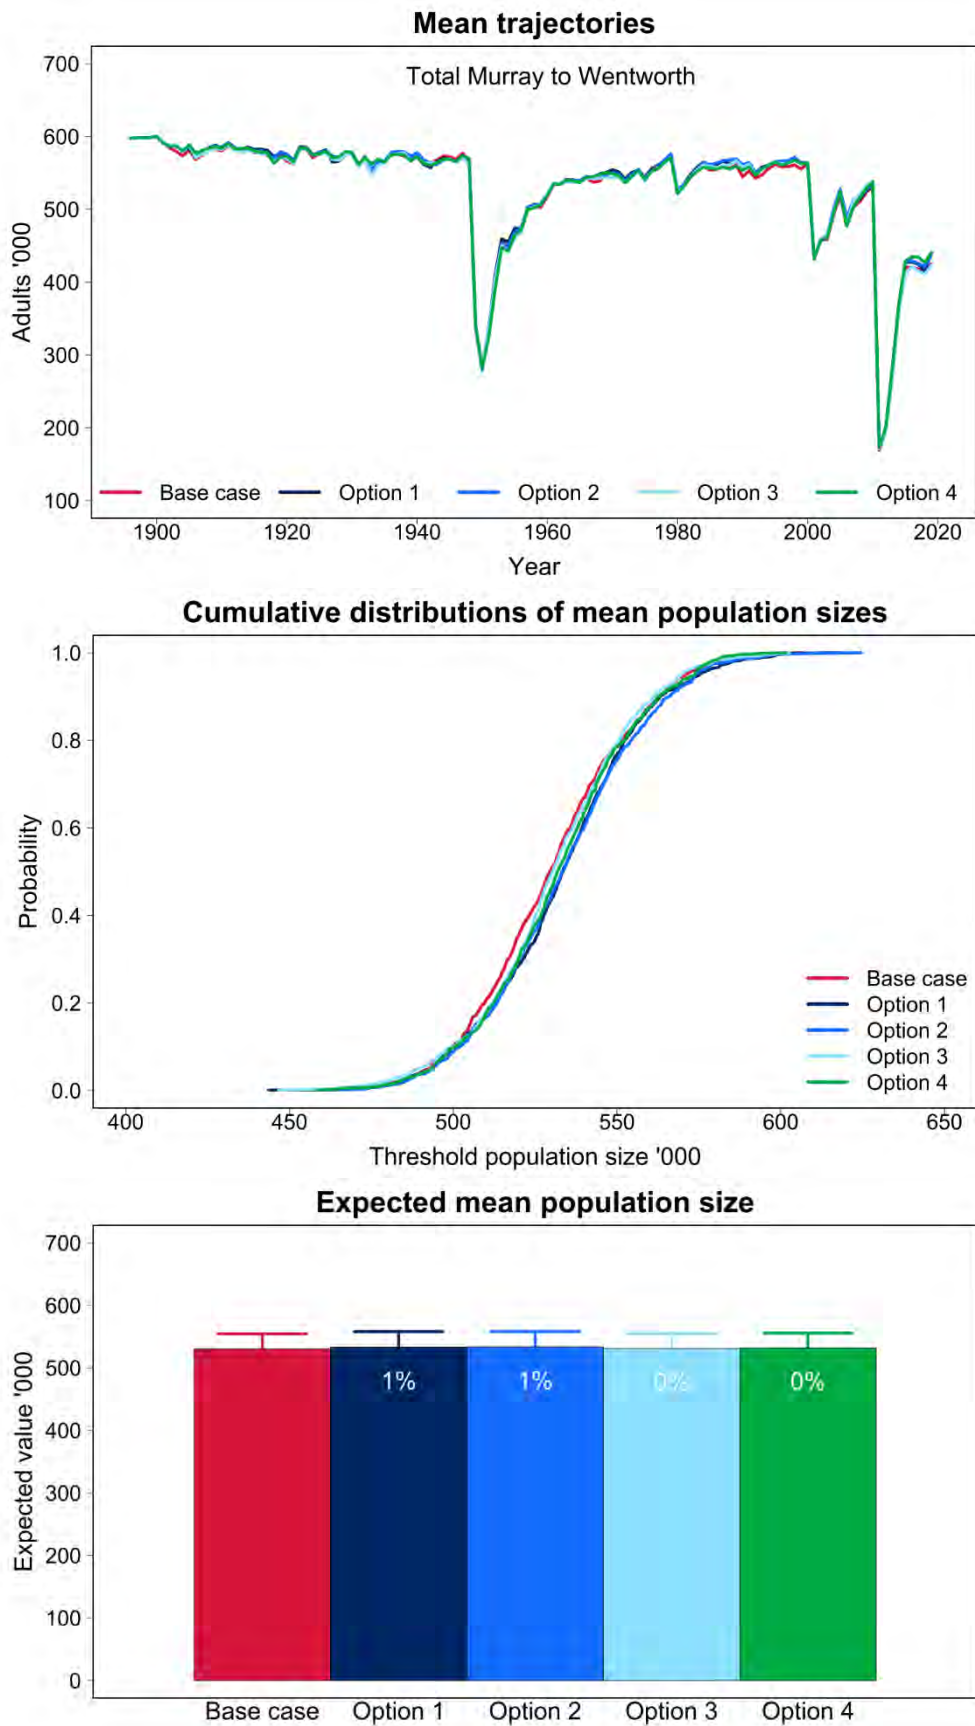 Mean trajectories
Total Murray to Wentworth
700
600
500
400
300
200
100
Adults '000
Base case Option 1 Option 2 Option 3 Option 4
1900 1920 1940 1960 1980 2000 2020
Year
Cumulative distributions of mean population sizes
1.0
0.8
0.6
0.4
0.2
0.0
Probability
Base case
Option 1
Option 2
Option 3
Option 4
400 450 500 550 600 650
Threshold population size '000
Expected mean population size
700
600
500
400
300
200
100
0
Expected value '000
1% 1% 0% 0%
Base case Option 1 Option 2 Option 3 Option 4